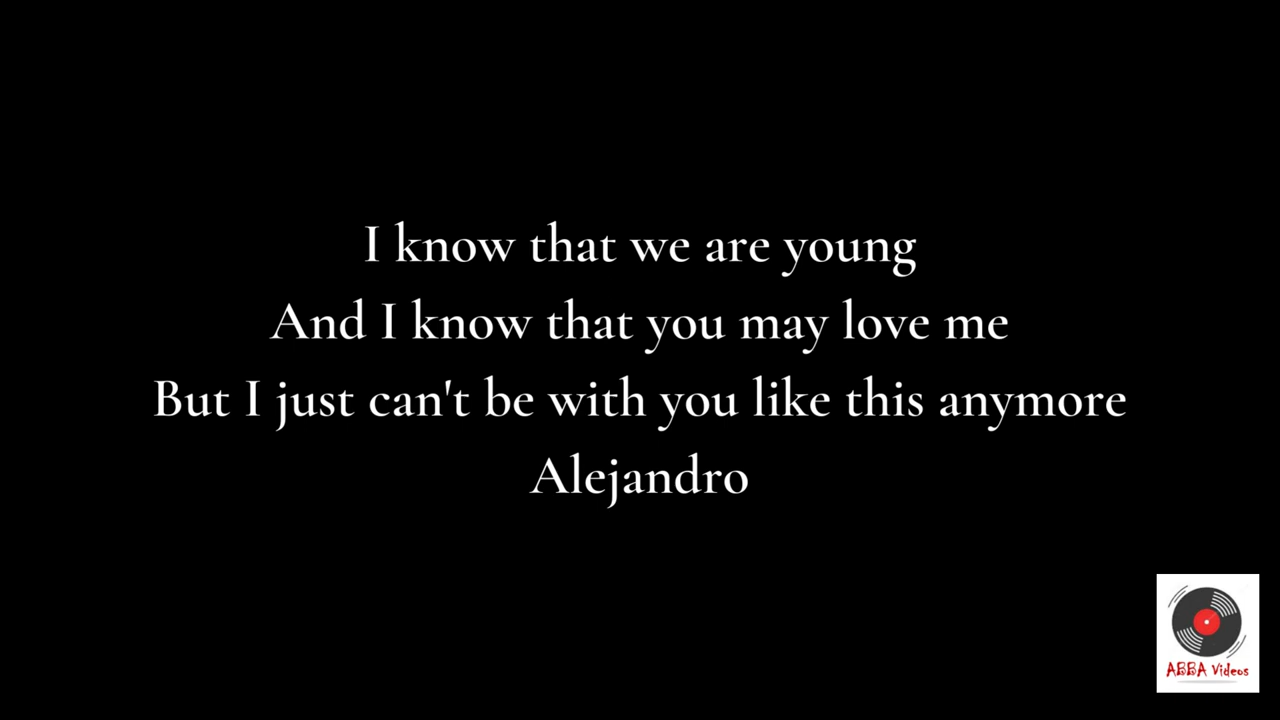 I know that we are young
And I know that you may love me
But I just can't be with you like this anymore
Alejandro
ABBA Videos